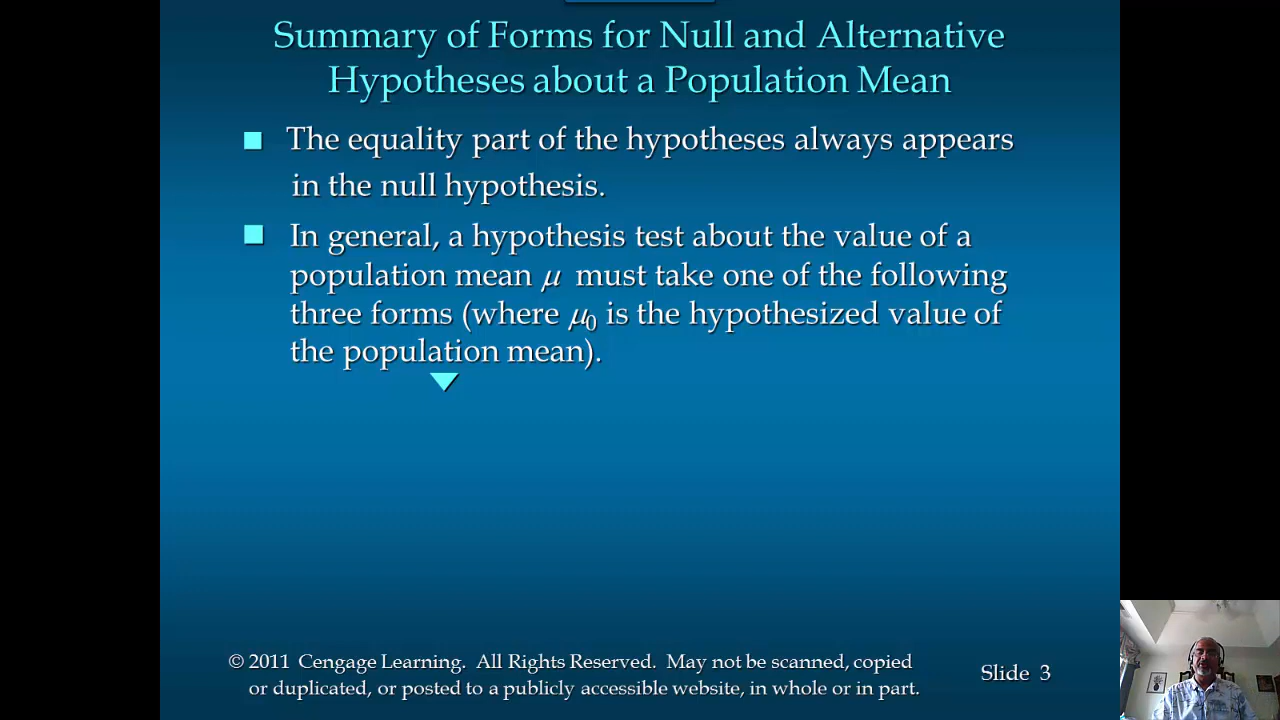 Summary of Forms for Null and Alternative
Hypotheses about a Population Mean
The equality part of the hypotheses always appears
in the null hypothesis.
In general, a hypothesis test about the value of a
population mean μ must take one of the following
three forms (where μ₀ is the hypothesized value of
the population mean).
© 2011 Cengage Learning. All Rights Reserved. May not be scanned, copied
or duplicated, or posted to a publicly accessible website, in whole or in part.
Slide 3